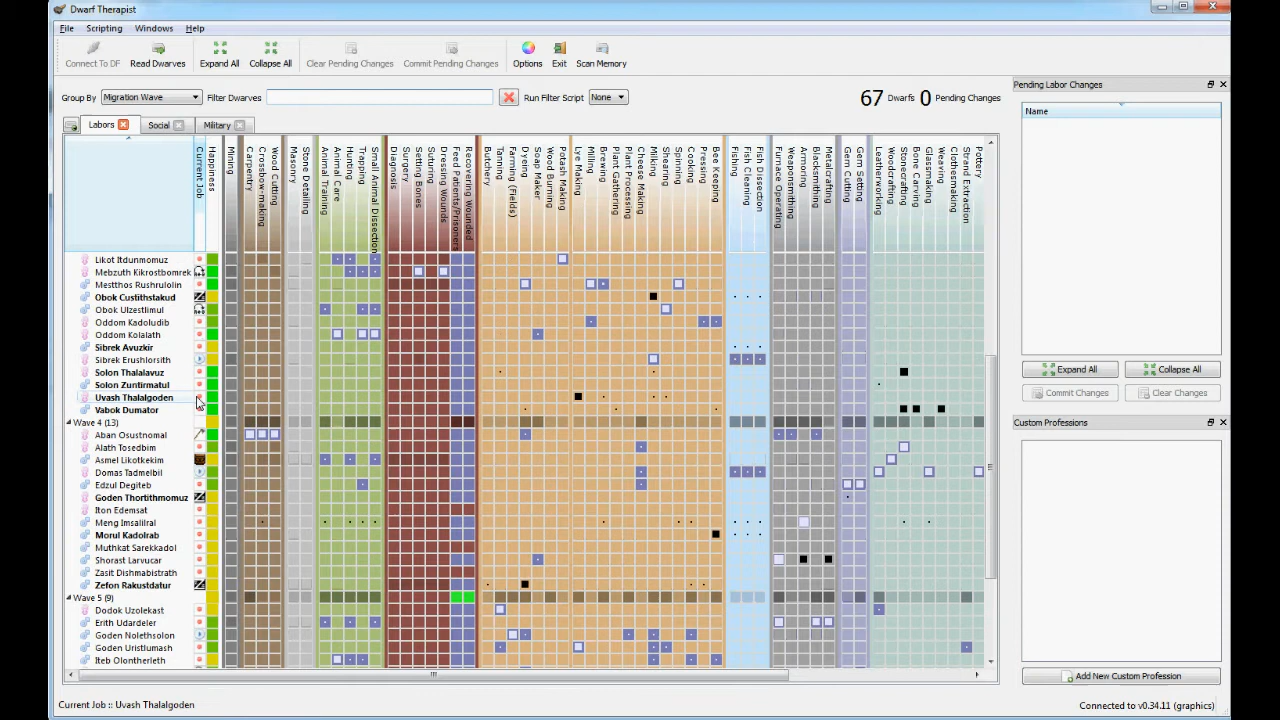 Dwarf Therapist
File Scripting Windows Help
Connect To DF Read Dwarves Expand All Collapse All Clear Pending Changes Commit Pending Changes Options Exit Scan Memory
Group By Migration Wave Filter Dwarves Run Filter Script None 67 Dwarfs 0 Pending Changes
Labors Social Military
Current Job
Happiness
Mining
Carpentry
Crossbow-making
Wood Cutting
Masonry
Stone Detailing
Animal Training
Animal Care
Hunting
Trapping
Small Animal Dissection
Diagnosis
Surgery
Setting Bones
Suturing
Dressing Wounds
Feed Patients/Prisoners
Recovering Wounded
Butchery
Tanning
Farming (Fields)
Dyeing
Soap Maker
Wood Burning
Potash Making
Lye Making
Milling
Brewing
Plant Gathering
Plant Processing
Cheese Making
Milking
Shearing
Spinning
Cooking
Pressing
Bee Keeping
Fishing
Fish Cleaning
Fish Dissection
Furnace Operating
Weaponsmithing
Armoring
Blacksmithing
Metalcrafting
Gem Cutting
Gem Setting
Leatherworking
Woodcrafting
Stonecrafting
Bone Carving
Glassmaking
Weaving
Clothesmaking
Strand Extraction
Pottery
Likot Itdunmomuz
Mebzuth Kikrostbomrek
Mestthos Rushrulolin
Obok Custithstakud
Obok Ulzestlimul
Oddom Kadoludib
Oddom Kolalath
Sibrek Avuzkir
Sibrek Erushlorsith
Solon Thalalavuz
Solon Zuntirmatul
Uvash Thalalgoden
Vabok Dumator
Wave 4 (13)
Aban Osustnomal
Alath Tosedbim
Asmel Likotkekim
Domas Tadmelbil
Edzul Degiteb
Goden Thortithmomuz
Iton Edemsat
Meng Imsalilral
Morul Kadolrab
Muthkat Sarekkadol
Shorast Larvucar
Zasit Dishmabistrath
Zefon Rakustdatur
Wave 5 (9)
Dodok Uzolekast
Erith Udardeler
Goden Nolethsolon
Goden Uristlumash
Iteb Olontherleth
Pending Labor Changes
Name
Expand All Collapse All
Commit Changes Clear Changes
Custom Professions
Add New Custom Profession
Current Job :: Uvash Thalalgoden
Connected to v0.34.11 (graphics)